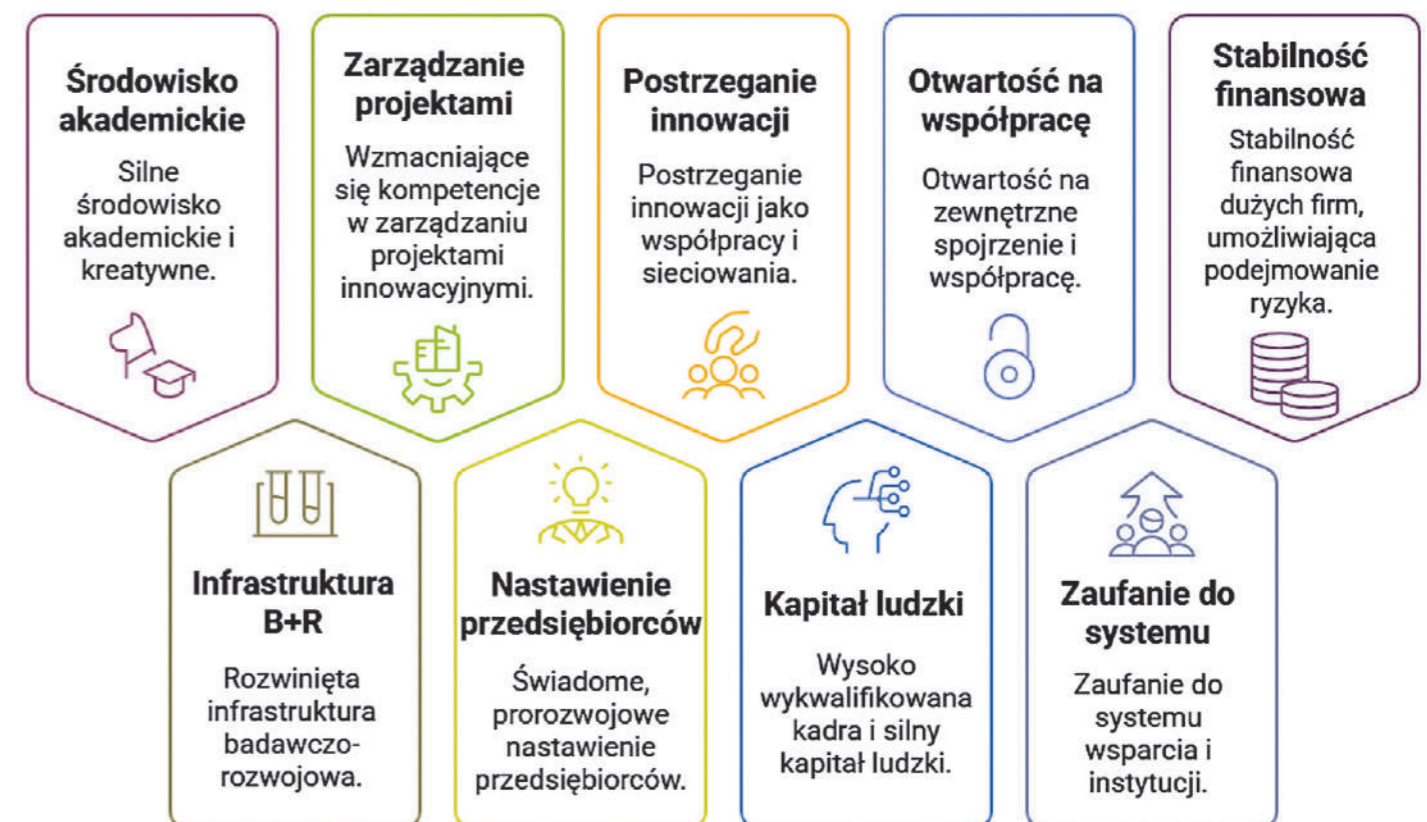 Środowisko
akademickie
Silne
środowisko
akademickie i
kreatywne.
Zarządzanie
projektami
Wzmacniające
się kompetencje
w zarządzaniu
projektami
innowacyjnymi.
Postrzeganie
innowacji
Postrzeganie
innowacji jako
współpracy i
sieciowania.
Otwartość na
współpracę
Otwartość na
zewnętrzne
spojrzenie i
współpracę.
Stabilność
finansowa
Stabilność
finansowa
dużych firm,
umożliwiająca
podejmowanie
ryzyka.
Infrastruktura
B+R
Rozwinięta
infrastruktura
badawczo-
rozwojowa.
Nastawienie
przedsiębiorców
Świadome,
prorozwojowe
nastawienie
przedsiębiorców.
Kapitał ludzki
Wysoko
wykwalifikowana
kadra i silny
kapitał ludzki.
Zaufanie do
systemu
Zaufanie do
systemu
wsparcia i
instytucji.